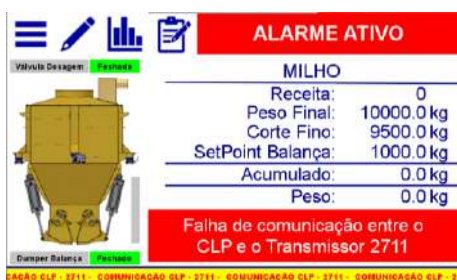 ALARME ATIVO
Válvula Dosagem Fechada
MILHO
Receita: 0
Peso Final: 10000.0 kg
Corte Fino: 9500.0 kg
SetPoint Balança: 1000.0 kg
Acumulado: 0.0 kg
Peso: 0.0 kg
Falha de comunicação entre o
CLP e o Transmissor 2711
Dumper Balança Fechado
CAÇÃO CLP - 2711 - COMUNICAÇÃO CLP - 2711 - COMUNICAÇÃO CLP - 2711 - COMUNICAÇÃO CLP - 2